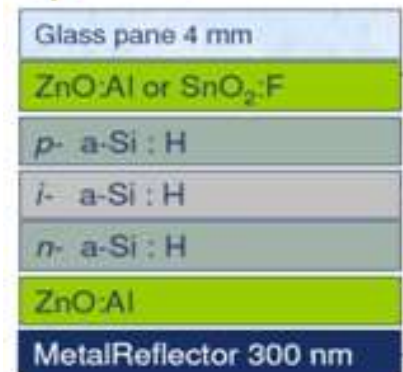 Glass pane 4 mm
ZnO:Al or SnO₂:F
p- a-Si : H
i- a-Si : H
n- a-Si : H
ZnO:Al
MetalReflector 300 nm